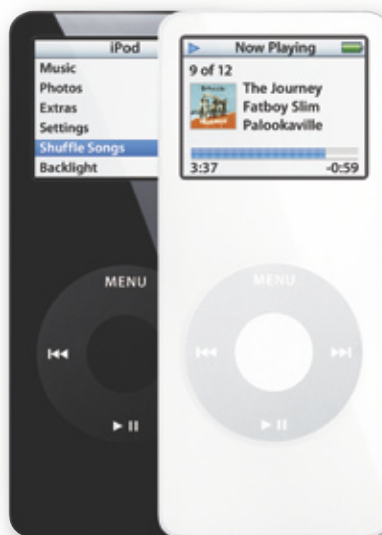 iPod
Music
Photos
Extras
Settings
Shuffle Songs
Backlight
MENU
Now Playing
9 of 12
The Journey
Fatboy Slim
Palookaville
3:37 -0:59
MENU